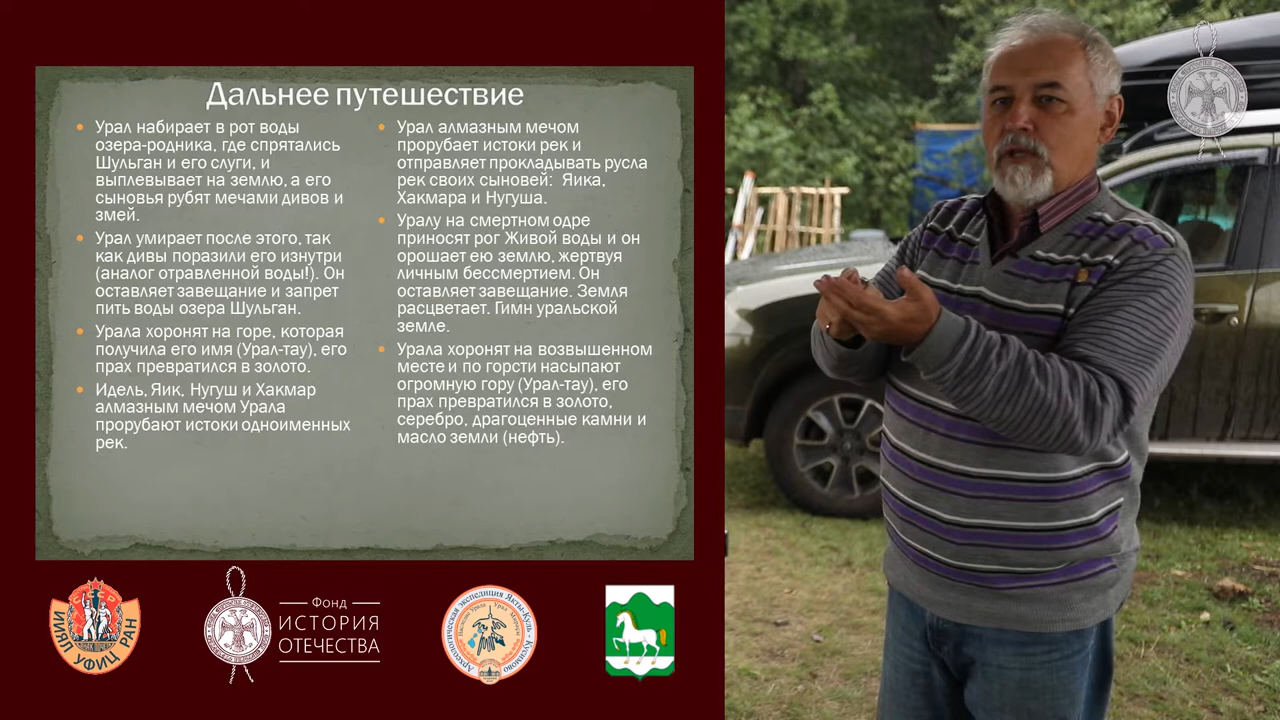 Дальнее путешествие
Урал набирает в рот воды
озера-родника, где спрятались
Шульган и его слуги, и
выплевывает на землю, а его
сыновья рубят мечами дивов и
змей.
Урал умирает после этого, так
как дивы поразили его изнутри
(аналог отравленной воды!). Он
оставляет завещание и запрет
пить воды озера Шульган.
Урала хоронят на горе, которая
получила его имя (Урал-тау), его
прах превратился в золото.
Идель, Яик, Нугуш и Хакмар
алмазным мечом Урала
прорубают истоки одноименных
рек.
Урал алмазным мечом
прорубает истоки рек и
отправляет прокладывать русла
рек своих сыновей: Яика,
Хакмара и Нугуша.
Уралу на смертном одре
приносят рог Живой воды и он
орошает ею землю, жертвуя
личным бессмертием. Он
оставляет завещание. Земля
расцветает. Гимн уральской
земле.
Урала хоронят на возвышенном
месте и по горсти насыпают
огромную гору (Урал-тау), его
прах превратился в золото,
серебро, драгоценные камни и
масло земли (нефть).
ИИЯЛ УФИЦ РАН
Фонд
ИСТОРИЯ
ОТЕЧЕСТВА
Археологическая экспедиция Якты-Куль - Кусимово